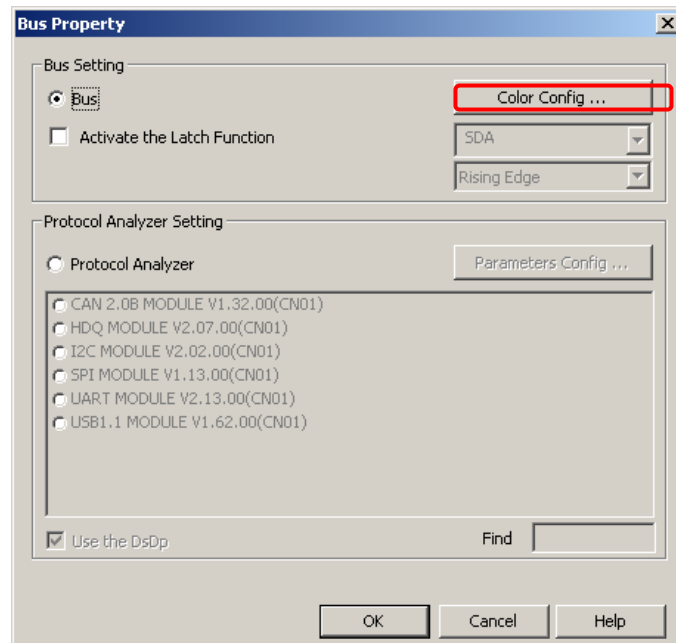 Bus Property
Bus Setting
Bus
Color Config ...
Activate the Latch Function
SDA
Rising Edge
Protocol Analyzer Setting
Protocol Analyzer
Parameters Config ...
CAN 2.0B MODULE V1.32.00(CN01)
HDQ MODULE V2.07.00(CN01)
I2C MODULE V2.02.00(CN01)
SPI MODULE V1.13.00(CN01)
UART MODULE V2.13.00(CN01)
USB1.1 MODULE V1.62.00(CN01)
Use the DsDp
Find
OK
Cancel
Help